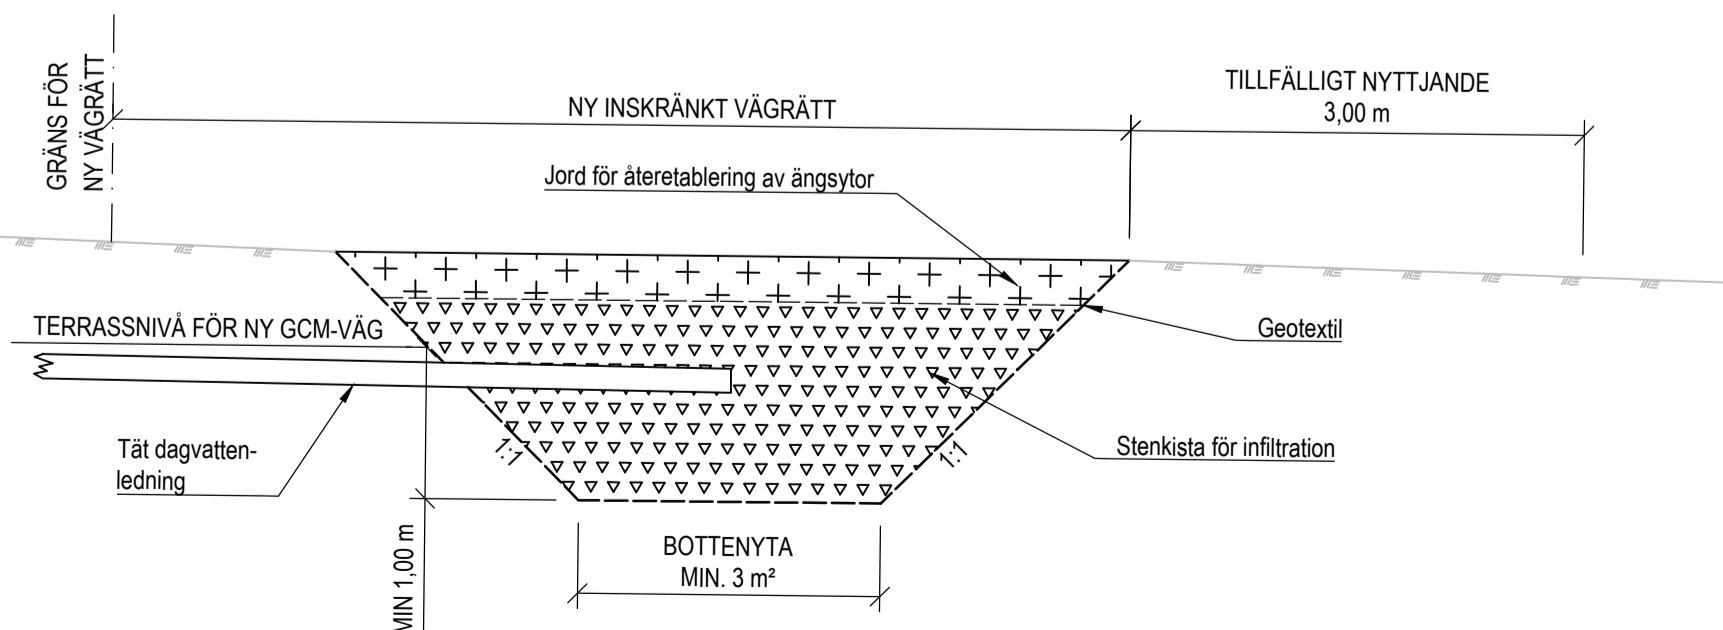 GRÄNS FÖR
NY VÄGRÄTT
NY INSKRÄNKT VÄGRÄTT
TILLFÄLLIGT NYTTJANDE
3,00 m
Jord för återetablering av ängsytor
TERRASSNIVÅ FÖR NY GCM-VÄG
Geotextil
Tät dagvatten-
ledning
1:1
1:1
Stenkista för infiltration
MIN 1,00 m
BOTTENYTA
MIN. 3 m²